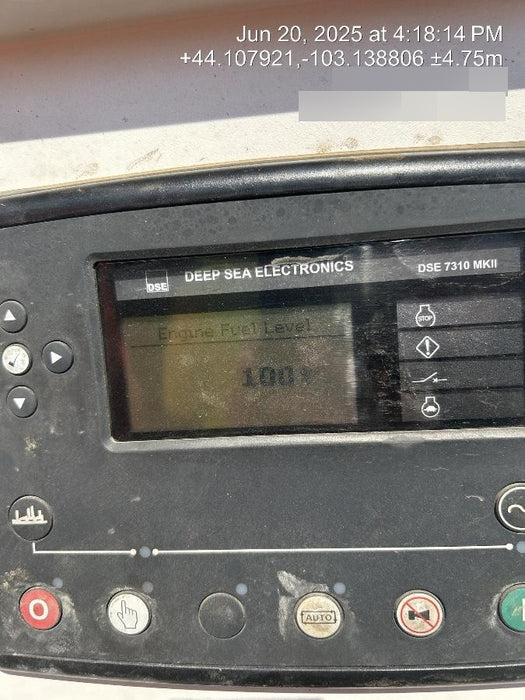 Jun 20, 2025 at 4:18:14 PM
+44.107921,-103.138806 ±4.75m
DSE
DEEP SEA ELECTRONICS
DSE 7310 MKII
Engine Fuel Level
100%
STOP
O
AUTO
I